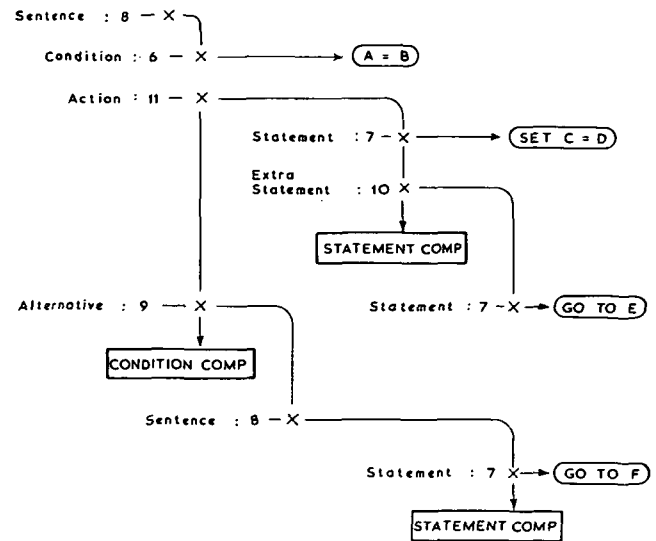 Sentence : 8 – ×
Condition : 6 – × A = B
Action : 11 – ×
Statement : 7 – × SET C = D
Extra
Statement : 10 ×
STATEMENT COMP
Alternative : 9 — × Statement : 7 – × GO TO E
CONDITION COMP
Sentence : 8 – ×
Statement : 7 × GO TO F
STATEMENT COMP